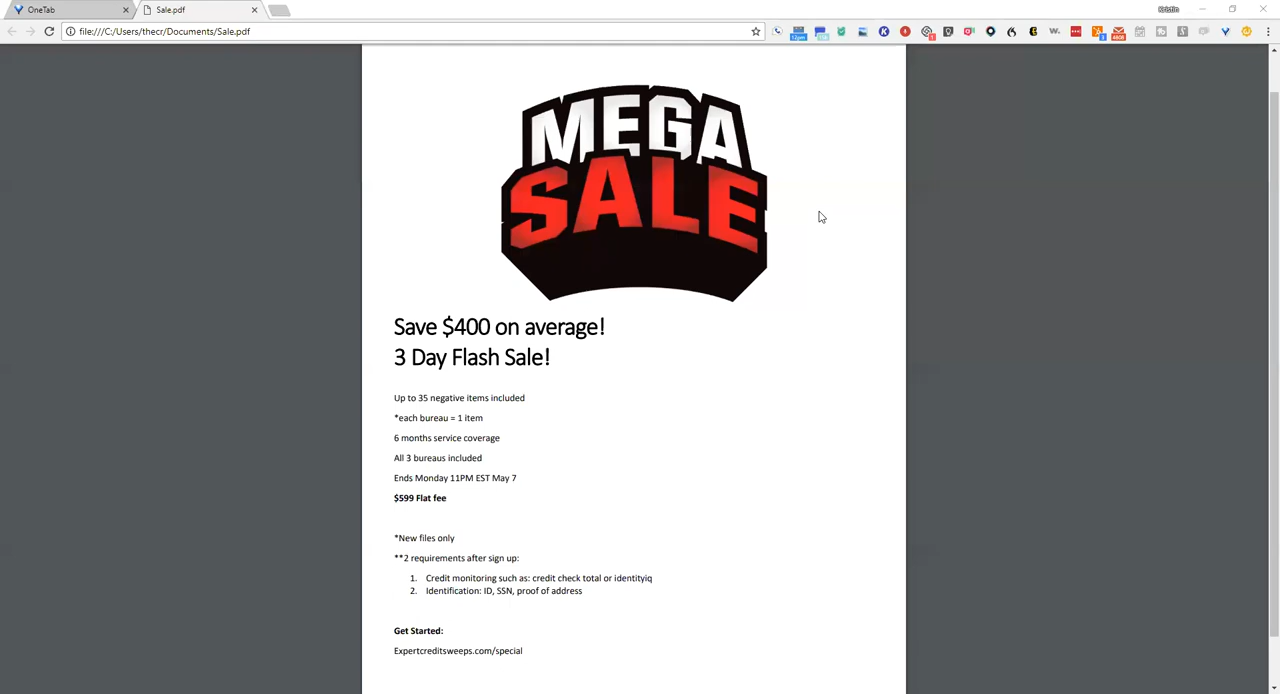 OneTab
Sale.pdf
Kristin
file:///C:/Users/thecr/Documents/Sale.pdf
MEGA
SALE
Save $400 on average!
3 Day Flash Sale!
Up to 35 negative items included
*each bureau = 1 item
6 months service coverage
All 3 bureaus included
Ends Monday 11PM EST May 7
$599 Flat fee
*New files only
**2 requirements after sign up:
1. Credit monitoring such as: credit check total or identityiq
2. Identification: ID, SSN, proof of address
Get Started:
Expertcreditsweeps.com/special